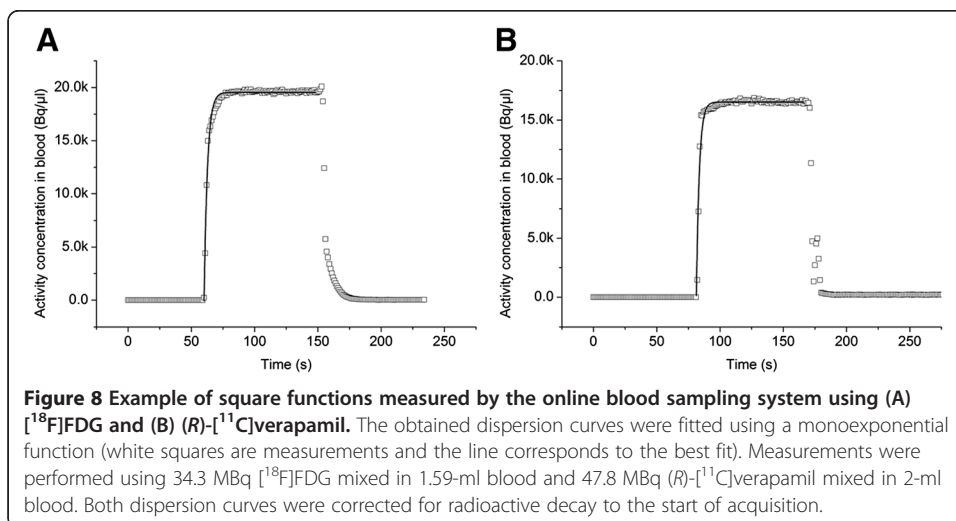 A
B
Activity concentration in blood (Bq/µl)
20.0k
15.0k
10.0k
5.0k
0.0
0 50 100 150 200 250
Time (s)
Activity concentration in blood (Bq/µl)
20.0k
15.0k
10.0k
5.0k
0.0
0 50 100 150 200 250
Time (s)
Figure 8 Example of square functions measured by the online blood sampling system using (A)
[¹⁸F]FDG and (B) (R)-[¹¹C]verapamil. The obtained dispersion curves were fitted using a monoexponential
function (white squares are measurements and the line corresponds to the best fit). Measurements were
performed using 34.3 MBq [¹⁸F]FDG mixed in 1.59-ml blood and 47.8 MBq (R)-[¹¹C]verapamil mixed in 2-ml
blood. Both dispersion curves were corrected for radioactive decay to the start of acquisition.